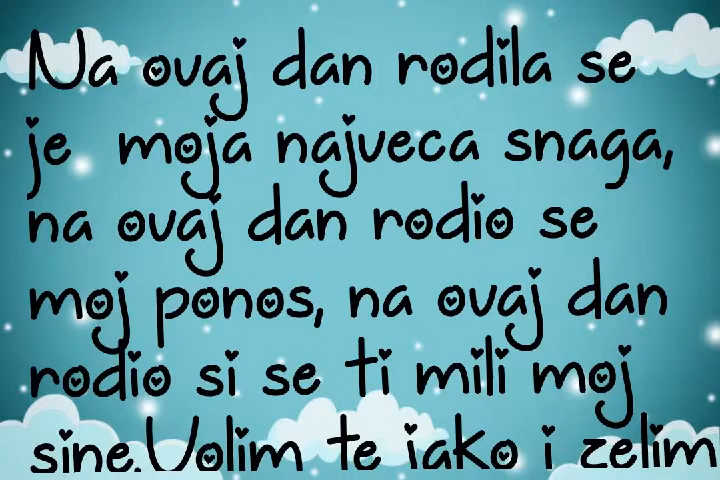 Na ovaj dan rodila se
je moja najveca snaga,
na ovaj dan rodio se
moj ponos, na ovaj dan
rodio si se ti mili moj
sine.Volim te jako i zelim